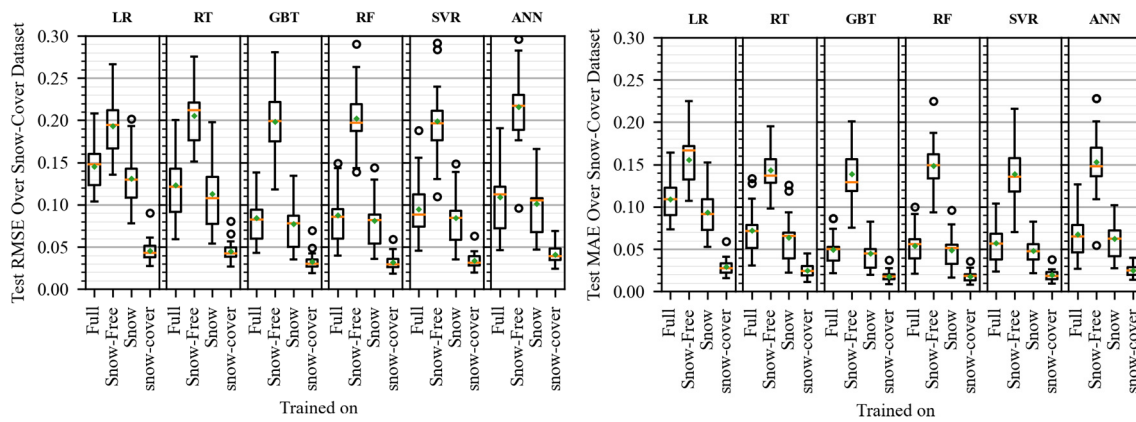 LR RT GBT RF SVR ANN
Test RMSE Over Snow-Cover Dataset
0.30
0.25
0.20
0.15
0.10
0.05
0.00
Full
Snow-Free
Snow
snow-cover
Full
Snow-Free
Snow
snow-cover
Full
Snow-Free
Snow
snow-cover
Full
Snow-Free
Snow
snow-cover
Full
Snow-Free
Snow
snow-cover
Full
Snow-Free
Snow
snow-cover
Trained on
LR RT GBT RF SVR ANN
Test MAE Over Snow-Cover Dataset
0.30
0.25
0.20
0.15
0.10
0.05
0.00
Full
Snow-Free
Snow
snow-cover
Full
Snow-Free
Snow
snow-cover
Full
Snow-Free
Snow
snow-cover
Full
Snow-Free
Snow
snow-cover
Full
Snow-Free
Snow
snow-cover
Full
Snow-Free
Snow
snow-cover
Trained on